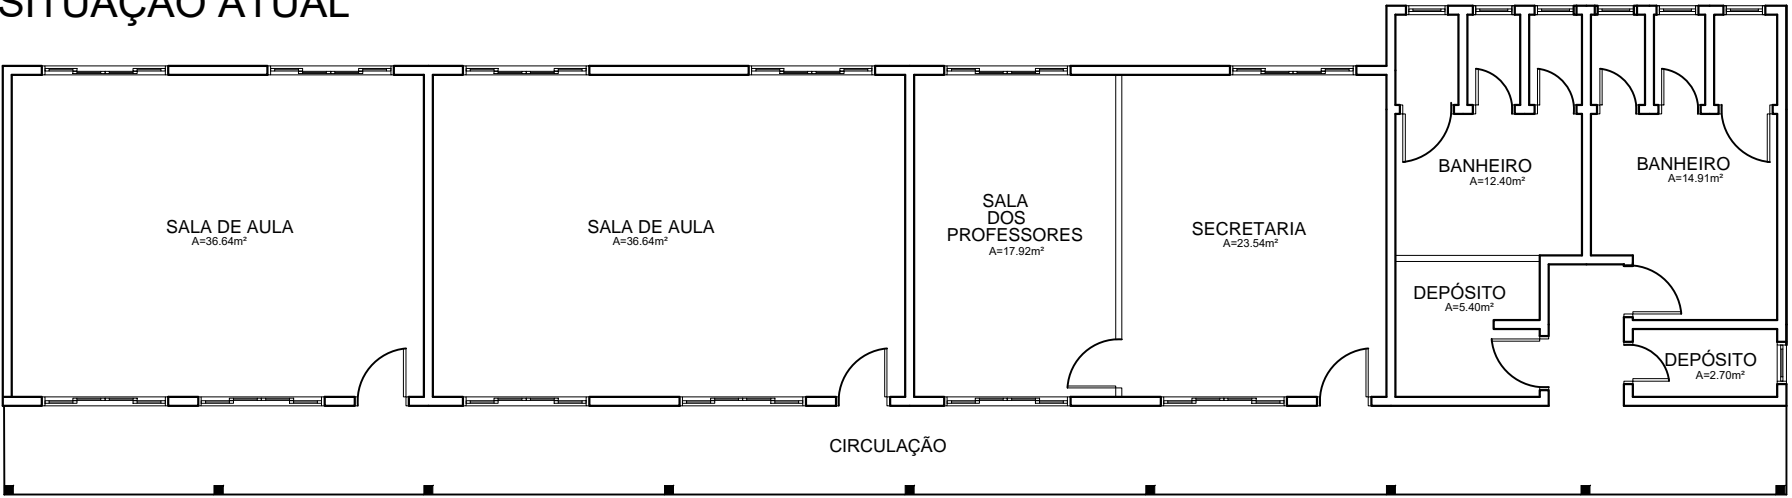 SITUAÇÃO ATUAL
SALA DE AULA
A=36.64m²
SALA DE AULA
A=36.64m²
SALA
DOS
PROFESSORES
A=17.92m²
SECRETARIA
A=23.54m²
BANHEIRO
A=12.40m²
BANHEIRO
A=14.91m²
DEPÓSITO
A=5.40m²
DEPÓSITO
A=2.70m²
CIRCULAÇÃO